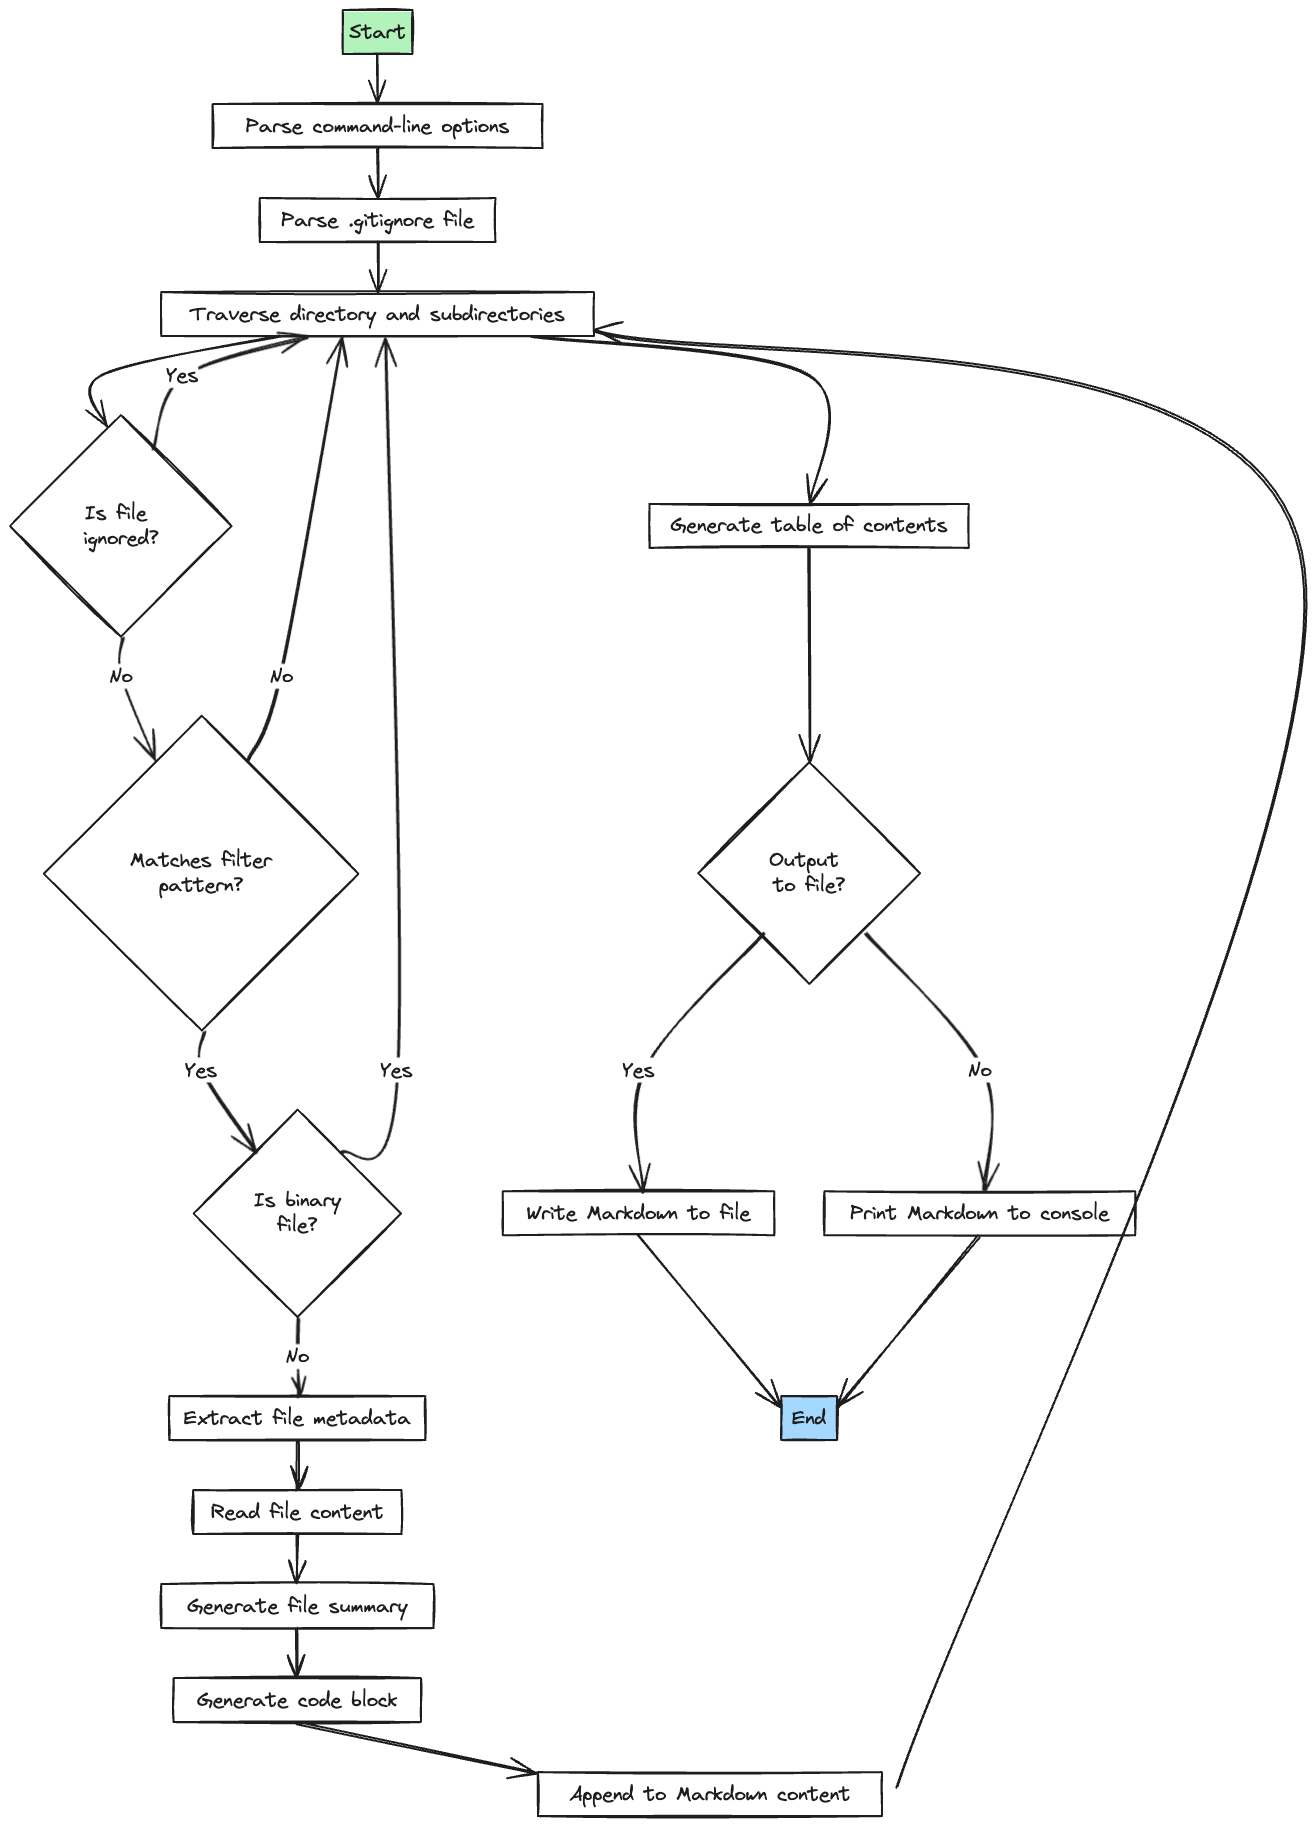 Start
Parse command-line options
Parse .gitignore file
Traverse directory and subdirectories
Yes
Is file
ignored?
Generate table of contents
No
No
Matches filter
pattern?
Output
to file?
Yes
Yes
Yes
No
Is binary
file?
Write Markdown to file
Print Markdown to console
No
Extract file metadata
End
Read file content
Generate file summary
Generate code block
Append to Markdown content